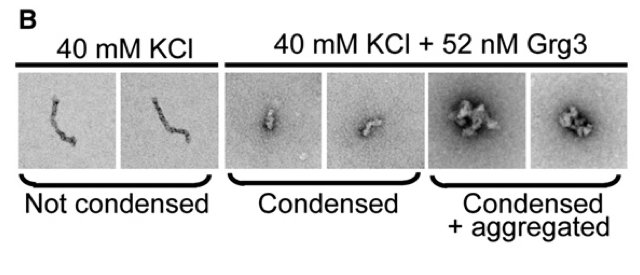 B
40 mM KCl
40 mM KCl + 52 nM Grg3
Not condensed
Condensed
Condensed
+ aggregated